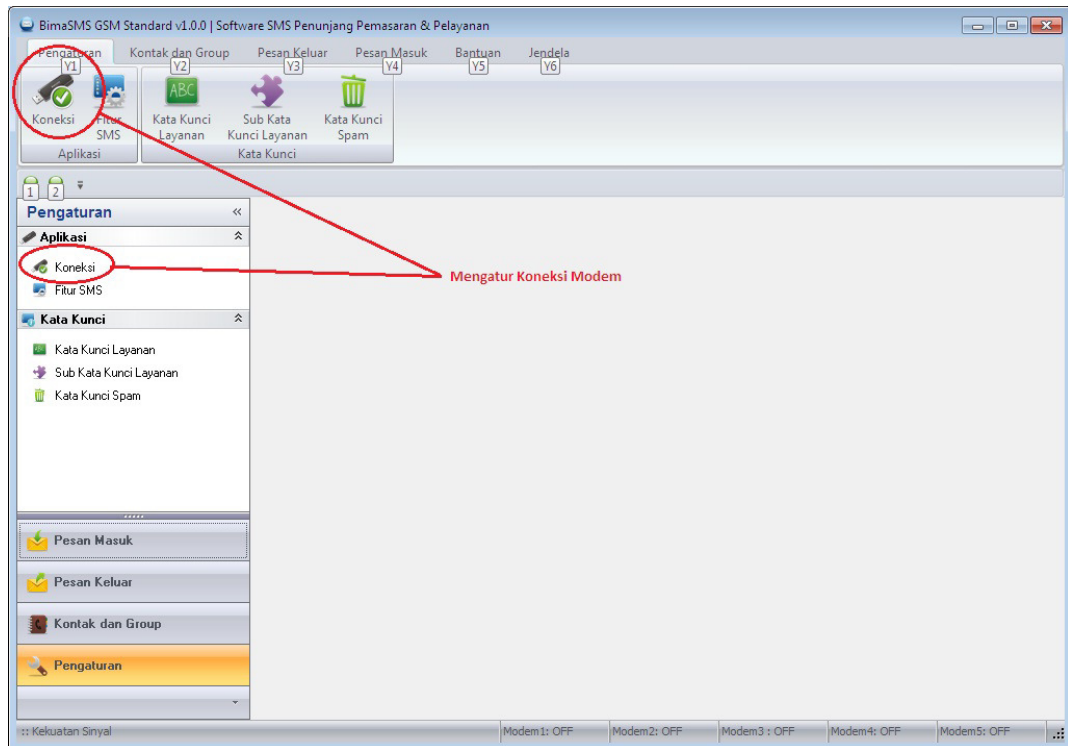 BimaSMS GSM Standard v1.0.0 | Software SMS Penunjang Pemasaran & Pelayanan
Pengaturan Kontak dan Group Pesan Keluar Pesan Masuk Bantuan Jendela
Y1 Y2 Y3 Y4 Y5 Y6
ABC
Koneksi Fitur SMS Kata Kunci Layanan Sub Kata Kunci Layanan Kata Kunci Spam
Aplikasi Kata Kunci
1 2
Pengaturan
Aplikasi
Koneksi
Mengatur Koneksi Modem
Fitur SMS
Kata Kunci
Kata Kunci Layanan
Sub Kata Kunci Layanan
Kata Kunci Spam
Pesan Masuk
Pesan Keluar
Kontak dan Group
Pengaturan
:: Kekuatan Sinyal Modem1: OFF Modem2: OFF Modem3 : OFF Modem4: OFF Modem5: OFF